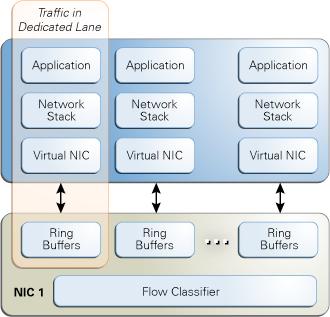 Traffic in
Dedicated Lane
Application
Application
Application
Network
Stack
Network
Stack
Network
Stack
Virtual NIC
Virtual NIC
Virtual NIC
Ring
Buffers
Ring
Buffers
...
Ring
Buffers
NIC 1
Flow Classifier